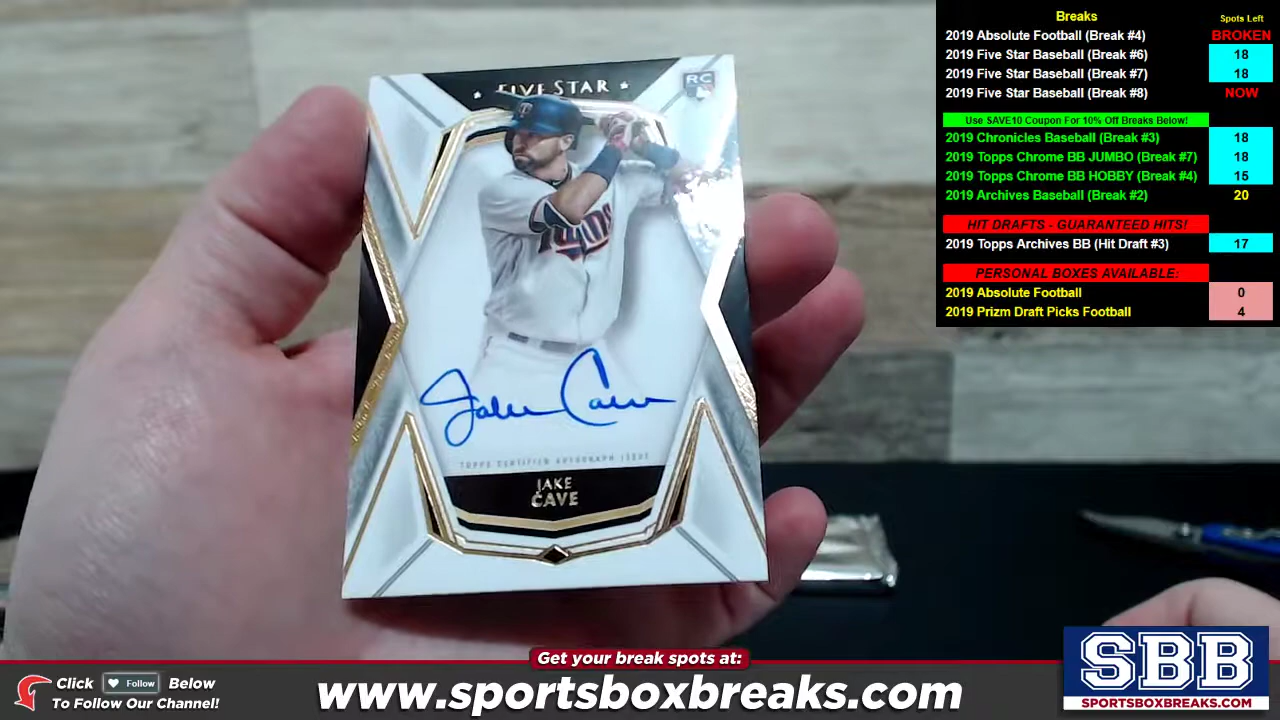 FIVE STAR
RC
TWINS
Jake Cave
TOPPS CERTIFIED AUTOGRAPH ISSUE
JAKE
CAVE
Breaks
Spots Left
2019 Absolute Football (Break #4) BROKEN
2019 Five Star Baseball (Break #6) 18
2019 Five Star Baseball (Break #7) 18
2019 Five Star Baseball (Break #8) NOW
Use SAVE10 Coupon For 10% Off Breaks Below!
2019 Chronicles Baseball (Break #3) 18
2019 Topps Chrome BB JUMBO (Break #7) 18
2019 Topps Chrome BB HOBBY (Break #4) 15
2019 Archives Baseball (Break #2) 20
HIT DRAFTS - GUARANTEED HITS!
2019 Topps Archives BB (Hit Draft #3) 17
PERSONAL BOXES AVAILABLE:
2019 Absolute Football 0
2019 Prizm Draft Picks Football 4
Get your break spots at:
Click Follow Below
To Follow Our Channel!
www.sportsboxbreaks.com
SBB
SPORTSBOXBREAKS.COM